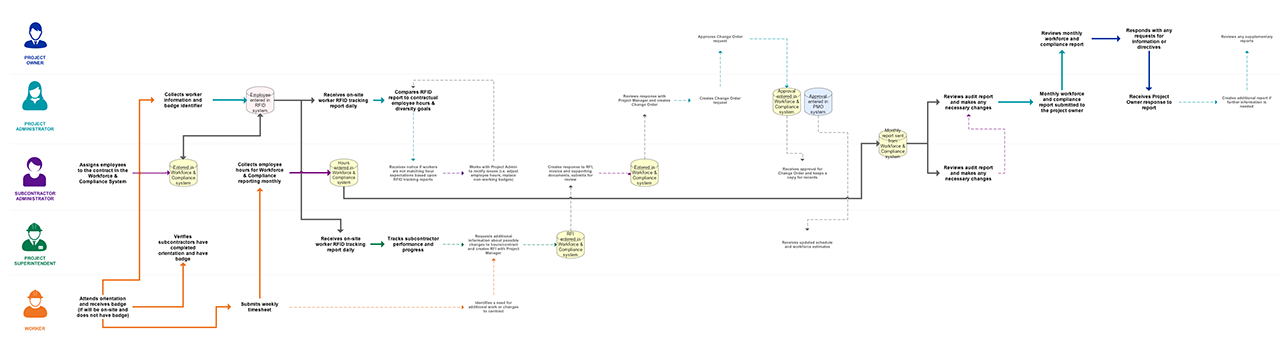 PROJECT
OWNER
Approves Change Order
request
Reviews monthly
workforce and
compliance report
Responds with any
requests for
information or
directives
Reviews any supplementary
reports
PROJECT
ADMINISTRATOR
Collects worker
information and
badge identifier
Employee
entered in
RFID
system
Receives on-site
worker RFID tracking
report daily
Compares RFID
report to contractual
employee hours &
diversity goals
Reviews response with
Project Manager and creates
Change Order
Creates Change Order
request
Approval
entered in
Workforce &
Compliance
system
Approval
entered in
PMO system
Reviews audit report
and makes any
necessary changes
Monthly workforce
and compliance
report submitted to
the project owner
Receives Project
Owner response to
report
Creates additional report if
further information is
needed
SUBCONTRACTOR
ADMINISTRATOR
Assigns employees
to the contract in the
Workforce &
Compliance System
Entered in
Workforce &
Compliance
system
Collects employee
hours for Workforce
& Compliance
reporting monthly
Hours
entered in
Workforce &
Compliance
system
Receives notice if workers
are not matching hour
expectations based upon
RFID tracking reports
Works with Project Admin
to rectify issues (i.e. adjust
employee hours, replace
non-working badges)
Creates response to RFI,
invoice and supporting
documents, submits for
review
Entered in
Workforce &
Compliance
system
Receives approval for
Change Order and keeps a
copy for records
Monthly
report sent
from
Workforce &
Compliance
system
Reviews audit report
and makes any
necessary changes
PROJECT
SUPERINTENDENT
Verifies
subcontractors have
completed
orientation and have
badge
Receives on-site
worker RFID tracking
report daily
Tracks subcontractor
performance and
progress
Requests additional
information about possible
changes to hours/contract
and creates RFI with Project
Manager
RFI
entered in
Workforce &
Compliance
system
Receives updated schedule
and workforce estimates
WORKER
Attends orientation
and receives badge
(if will be on-site and
does not have badge)
Submits weekly
timesheet
Identifies a need for
additional work or changes
to contract